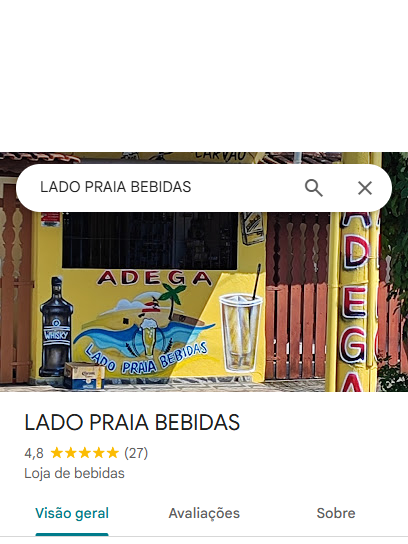 CARVÃO
LADO PRAIA BEBIDAS
ADEGA
WHISKY
LADO PRAIA BEBIDAS
ADEGA
LADO PRAIA BEBIDAS
4,8 (27)
Loja de bebidas
Visão geral
Avaliações
Sobre